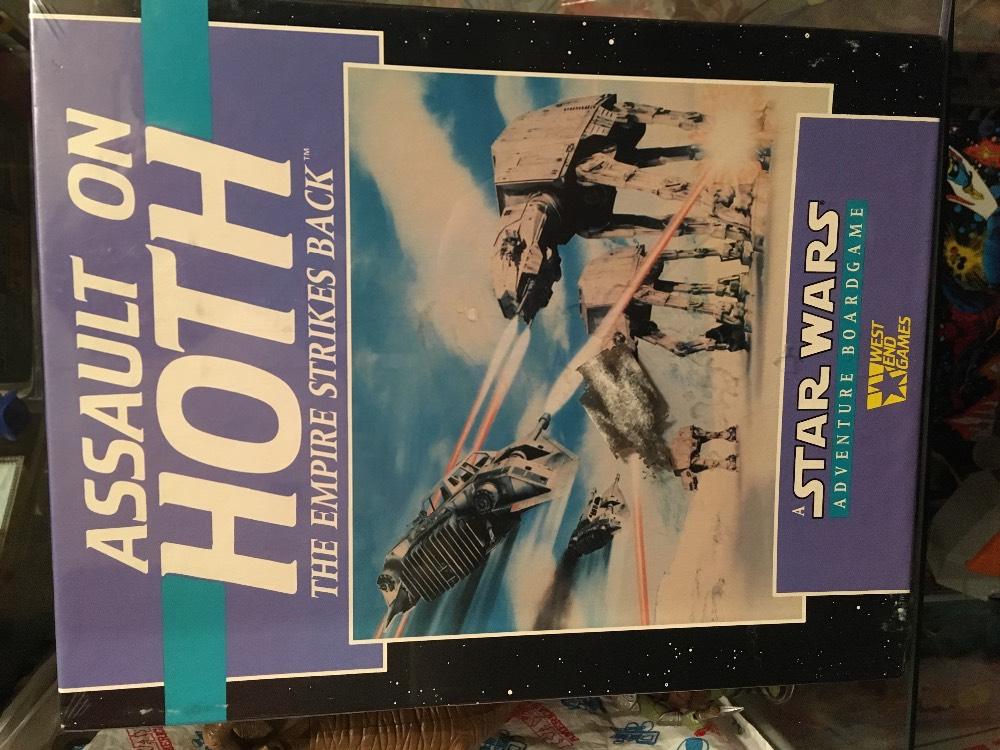 ASSAULT ON
HOTH
THE EMPIRE STRIKES BACK™
A STAR WARS
ADVENTURE BOARDGAME
WEST
END
GAMES